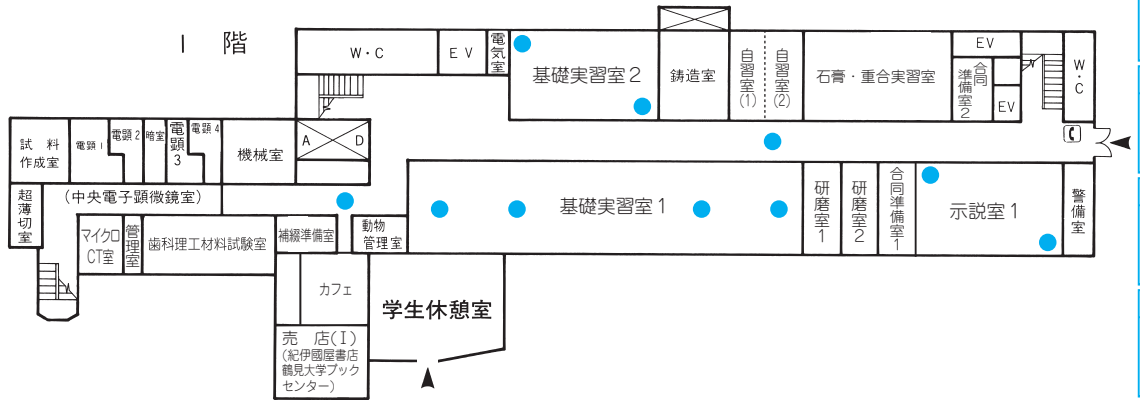 1 階
W・C
EV
電気室
基礎実習室2
鋳造室
自習室(1)
自習室(2)
石膏・重合実習室
EV
合同
準備室2
EV
W・C
試 料
作成室
電顕1
電顕2
暗室
電顕3
電顕4
機械室
A
D
超薄切室
(中央電子顕微鏡室)
マイクロ
CT室
管理室
歯科理工材料試験室
補綴準備室
動物
管理室
基礎実習室1
研磨室1
研磨室2
合同準備室1
示説室1
警備室
カフェ
学生休憩室
売 店(I)
(紀伊國屋書店
鶴見大学ブック
センター)